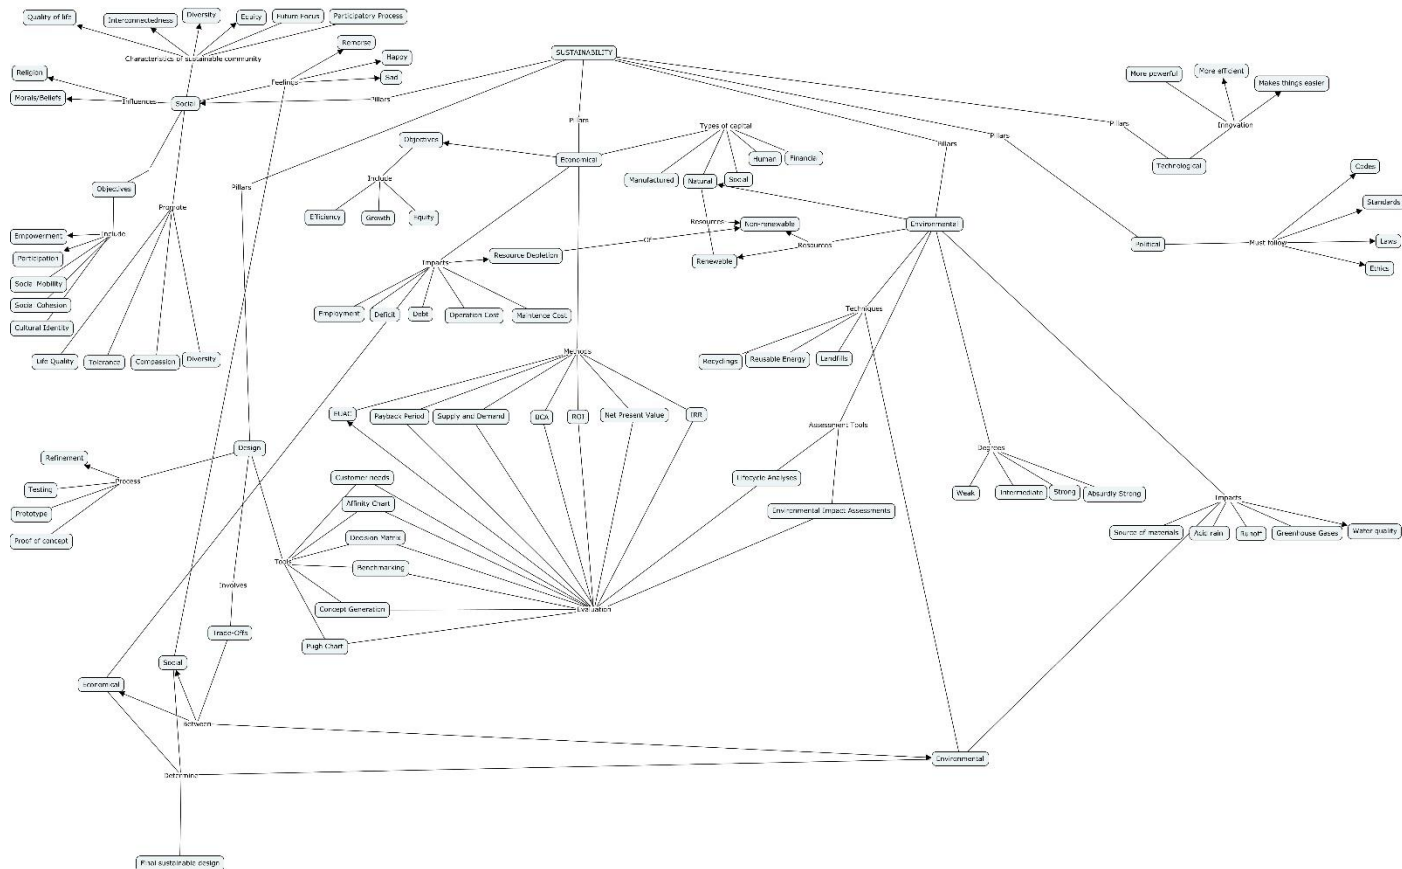 Quality of life
Interconnectedness
Diversity
Equity
Future Focus
Participatory Process
Characteristics of sustainable community
Remorse
Happy
Sad
Feelings
Religion
Morals/Beliefs
Influences
Social
Pillars
SUSTAINABILITY
Pillars
Pillars
Pillars
Pillars
Pillars
More powerful
More efficient
Makes things easier
Innovation
Technological
Objectives
Include
Efficiency
Growth
Equity
Economical
Types of capital
Manufactured
Natural
Social
Human
Financial
Resources
Non-renewable
Resources
Renewable
Environmental
Political
Must follow
Codes
Standards
Laws
Ethics
Objectives
Promote
Include
Empowerment
Participation
Social Mobility
Social Cohesion
Cultural Identity
Life Quality
Tolerance
Compassion
Diversity
Of
Resource Depletion
Impacts
Employment
Deficit
Debt
Operation Cost
Maintence Cost
Techniques
Recyclings
Reusable Energy
Landfills
Methods
EUAC
Payback Period
Supply and Demand
BCA
ROI
Net Present Value
IRR
Assessment Tools
Lifecycle Analyses
Environmental Impact Assessments
Degrees
Weak
Intermediate
Strong
Absurdly Strong
Impacts
Source of materials
Acid rain
Runoff
Greenhouse Gases
Water quality
Design
Refinement
Testing
Process
Prototype
Proof of concept
Customer needs
Affinity Chart
Decision Matrix
Benchmarking
Tools
Concept Generation
Pugh Chart
Evaluation
Involves
Trade-Offs
Social
Economical
Between
Environmental
Determine
Final sustainable design